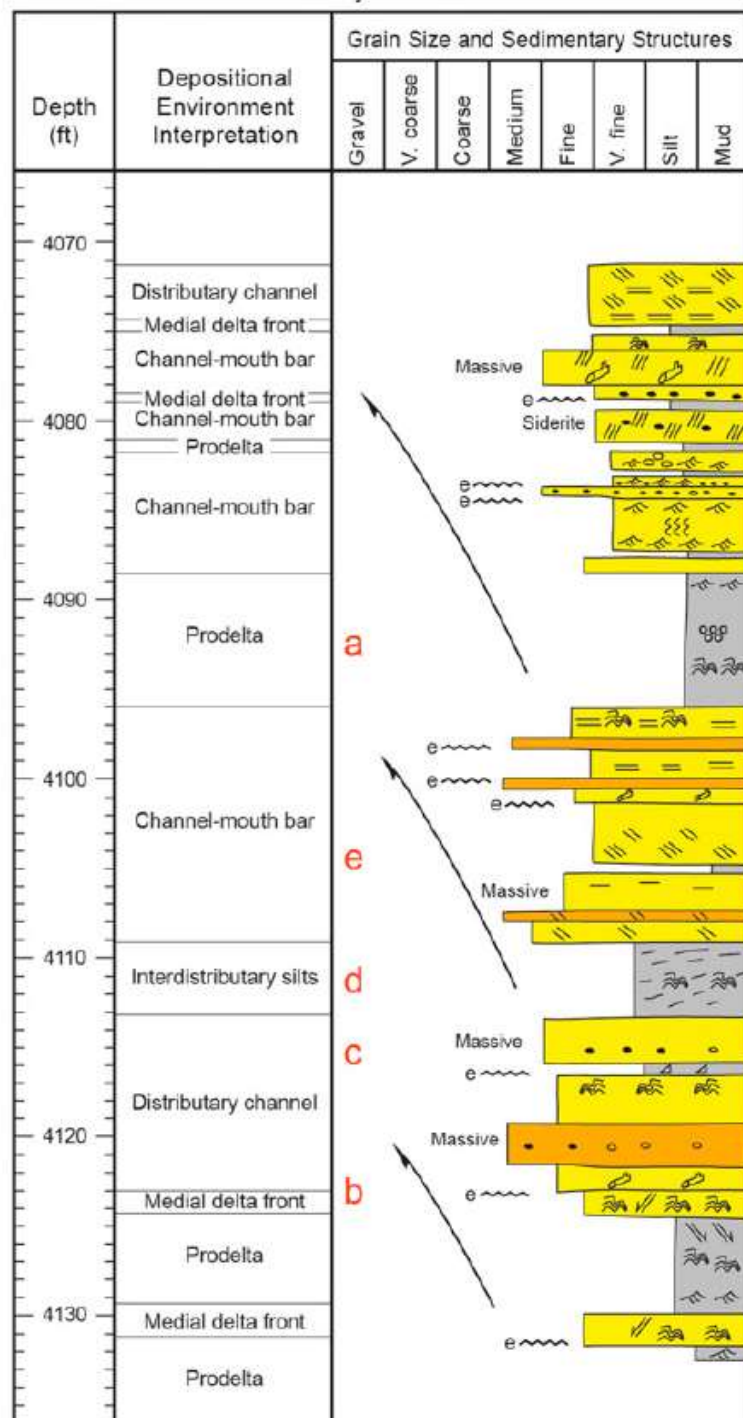 Grain Size and Sedimentary Structures
Depth
(ft)
Depositional
Environment
Interpretation
Gravel
V. coarse
Coarse
Medium
Fine
V. fine
Silt
Mud
4070
Distributary channel
Medial delta front
Channel-mouth bar
Massive
Medial delta front
e
4080
Channel-mouth bar
Siderite
Prodelta
e
e
Channel-mouth bar
4090
Prodelta
a
e
4100
e
e
Channel-mouth bar
e
Massive
4110
Interdistributary silts
d
c
Massive
e
Distributary channel
4120
Massive
b
e
Medial delta front
Prodelta
4130
Medial delta front
e
Prodelta